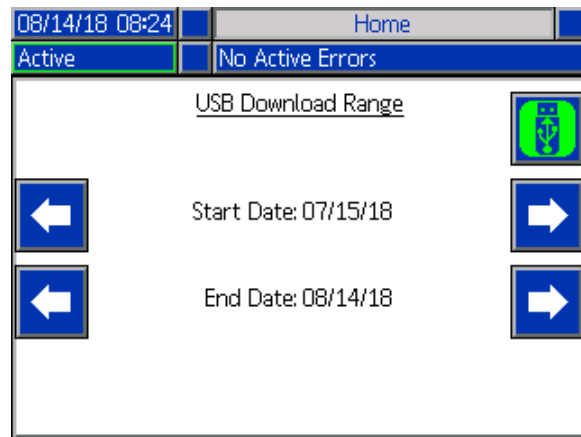 08/14/18 08:24 Home
Active No Active Errors
USB Download Range
Start Date: 07/15/18
End Date: 08/14/18